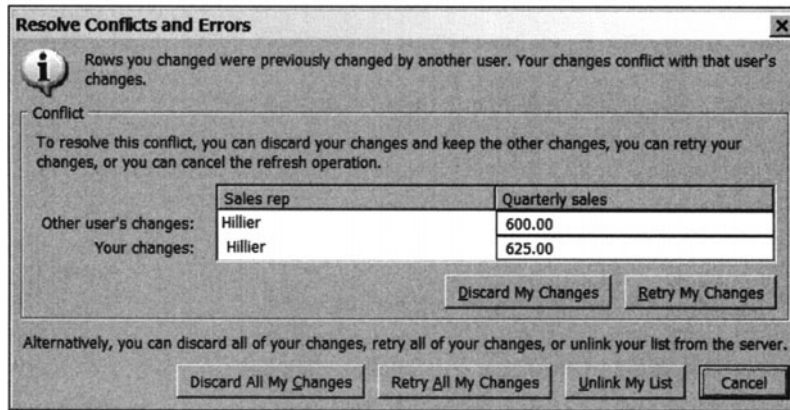 Resolve Conflicts and Errors
Rows you changed were previously changed by another user. Your changes conflict with that user's
changes.
Conflict
To resolve this conflict, you can discard your changes and keep the other changes, you can retry your
changes, or you can cancel the refresh operation.
Sales rep Quarterly sales
Other user's changes: Hillier 600.00
Your changes: Hillier 625.00
Discard My Changes Retry My Changes
Alternatively, you can discard all of your changes, retry all of your changes, or unlink your list from the server.
Discard All My Changes Retry All My Changes Unlink My List Cancel